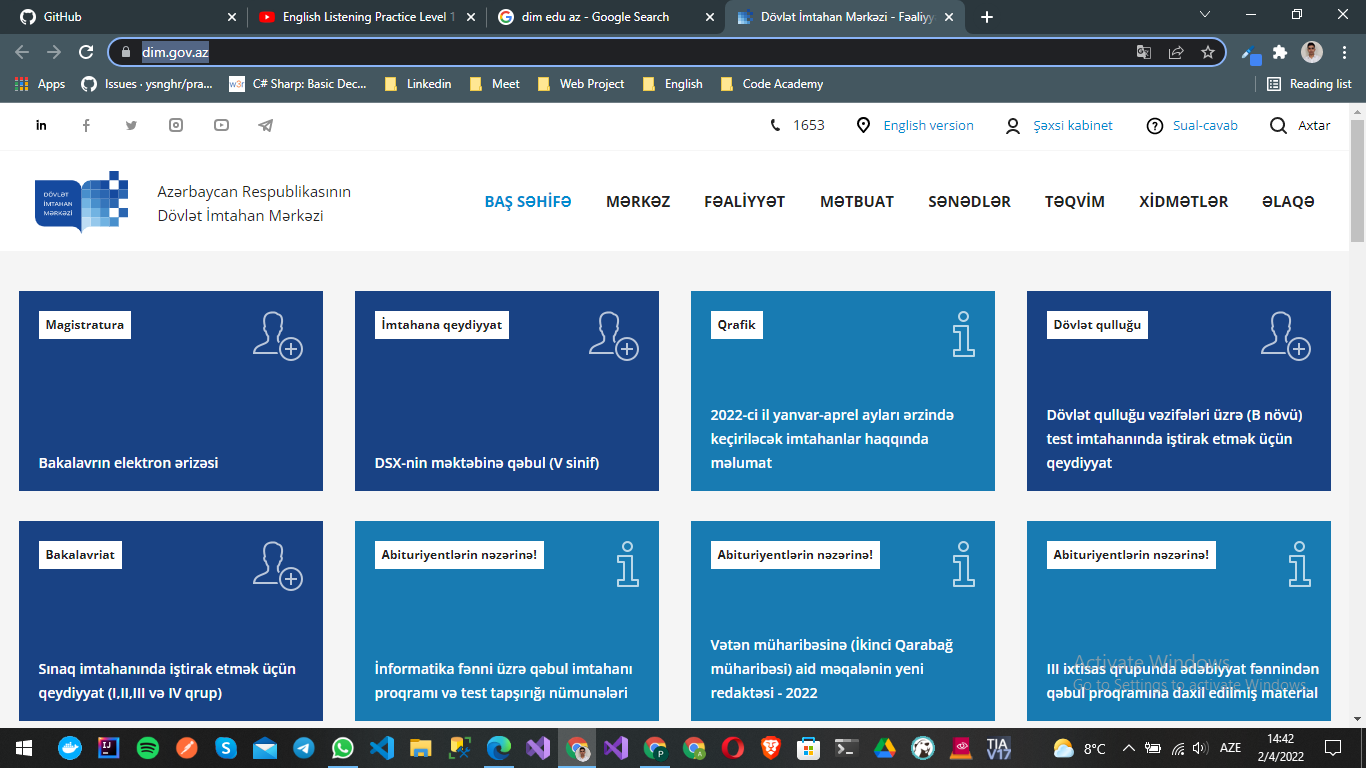 GitHub
English Listening Practice Level 1
dim edu az - Google Search
Dövlət İmtahan Mərkəzi - Fəaliyy
dim.gov.az
Apps
Issues · ysnghr/pra...
w3r
C# Sharp: Basic Dec...
Linkedin
Meet
Web Project
English
Code Academy
Reading list
1653
English version
Şəxsi kabinet
Sual-cavab
Axtar
DÖVLƏT
İMTAHAN
MƏRKƏZİ
Azərbaycan Respublikasının
Dövlət İmtahan Mərkəzi
BAŞ SƏHİFƏ
MƏRKƏZ
FƏALİYYƏT
MƏTBUAT
SƏNƏDLƏR
TƏQVİM
XİDMƏTLƏR
ƏLAQƏ
Magistratura
Bakalavrın elektron ərizəsi
İmtahana qeydiyyat
DSX-nin məktəbinə qəbul (V sinif)
Qrafik
2022-ci il yanvar-aprel ayları ərzində
keçiriləcək imtahanlar haqqında
məlumat
Dövlət qulluğu
Dövlət qulluğu vəzifələri üzrə (B növü)
test imtahanında iştirak etmək üçün
qeydiyyat
Bakalavriat
Sınaq imtahanında iştirak etmək üçün
qeydiyyat (I,II,III və IV qrup)
Abituriyentlərin nəzərinə!
İnformatika fənni üzrə qəbul imtahanı
proqramı və test tapşırığı nümunələri
Abituriyentlərin nəzərinə!
Vətən müharibəsinə (İkinci Qarabağ
müharibəsi) aid məqalənin yeni
redaktəsi - 2022
Abituriyentlərin nəzərinə!
III ixtisas qrupunda ədəbiyyat fənnindən
qəbul proqramına daxil edilmiş material
Activate Windows
Go to Settings to activate Windows.
8°C
AZE
14:42
2/4/2022